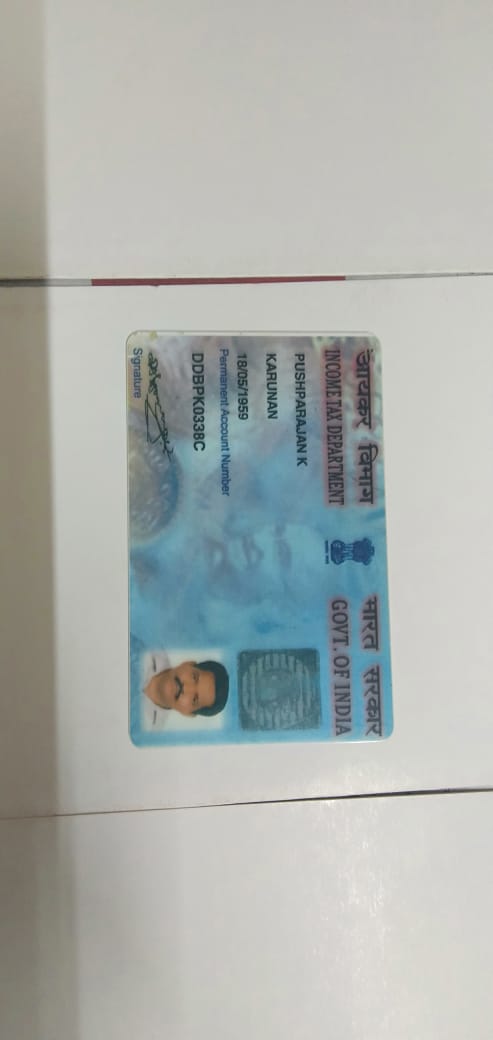 आयकर विभाग
INCOME TAX DEPARTMENT
भारत सरकार
GOVT. OF INDIA
PUSHPARAJAN K
KARUNAN
18/05/1959
Permanent Account Number
DDBPK0338C
Signature